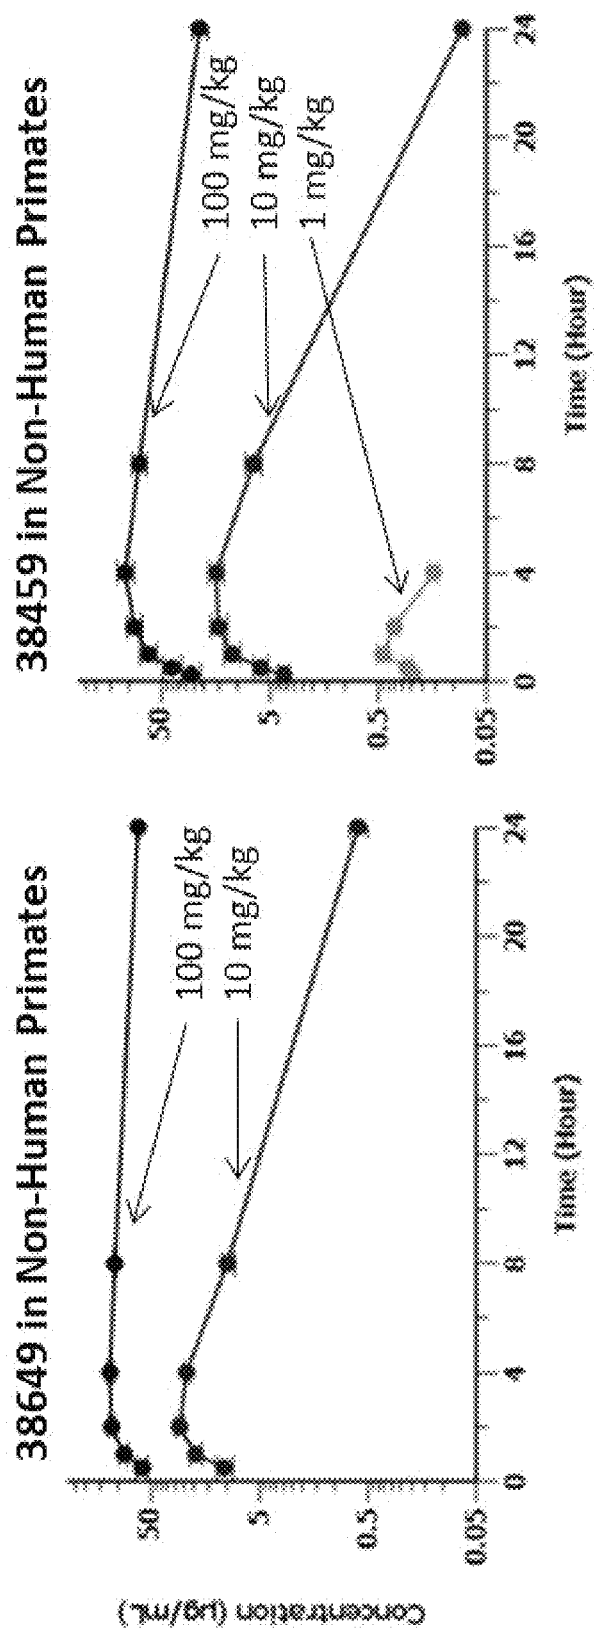 38649 in Non-Human Primates
Concentration (µg/mL)
50
5
0.5
0.05
100 mg/kg
10 mg/kg
0 4 8 12 16 20 24
Time (Hour)
38459 in Non-Human Primates
50
5
0.5
0.05
100 mg/kg
10 mg/kg
1 mg/kg
0 4 8 12 16 20 24
Time (Hour)